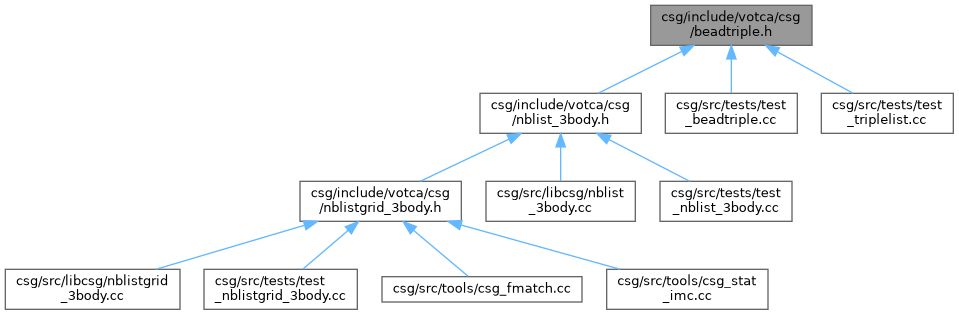 csg/include/votca/csg
/beadtriple.h
csg/include/votca/csg
/nblist_3body.h
csg/src/tests/test
_beadtriple.cc
csg/src/tests/test
_triplelist.cc
csg/include/votca/csg
/nblistgrid_3body.h
csg/src/libcsg/nblist
_3body.cc
csg/src/tests/test
_nblist_3body.cc
csg/src/libcsg/nblistgrid
_3body.cc
csg/src/tests/test
_nblistgrid_3body.cc
csg/src/tools/csg_fmatch.cc
csg/src/tools/csg_stat
_imc.cc